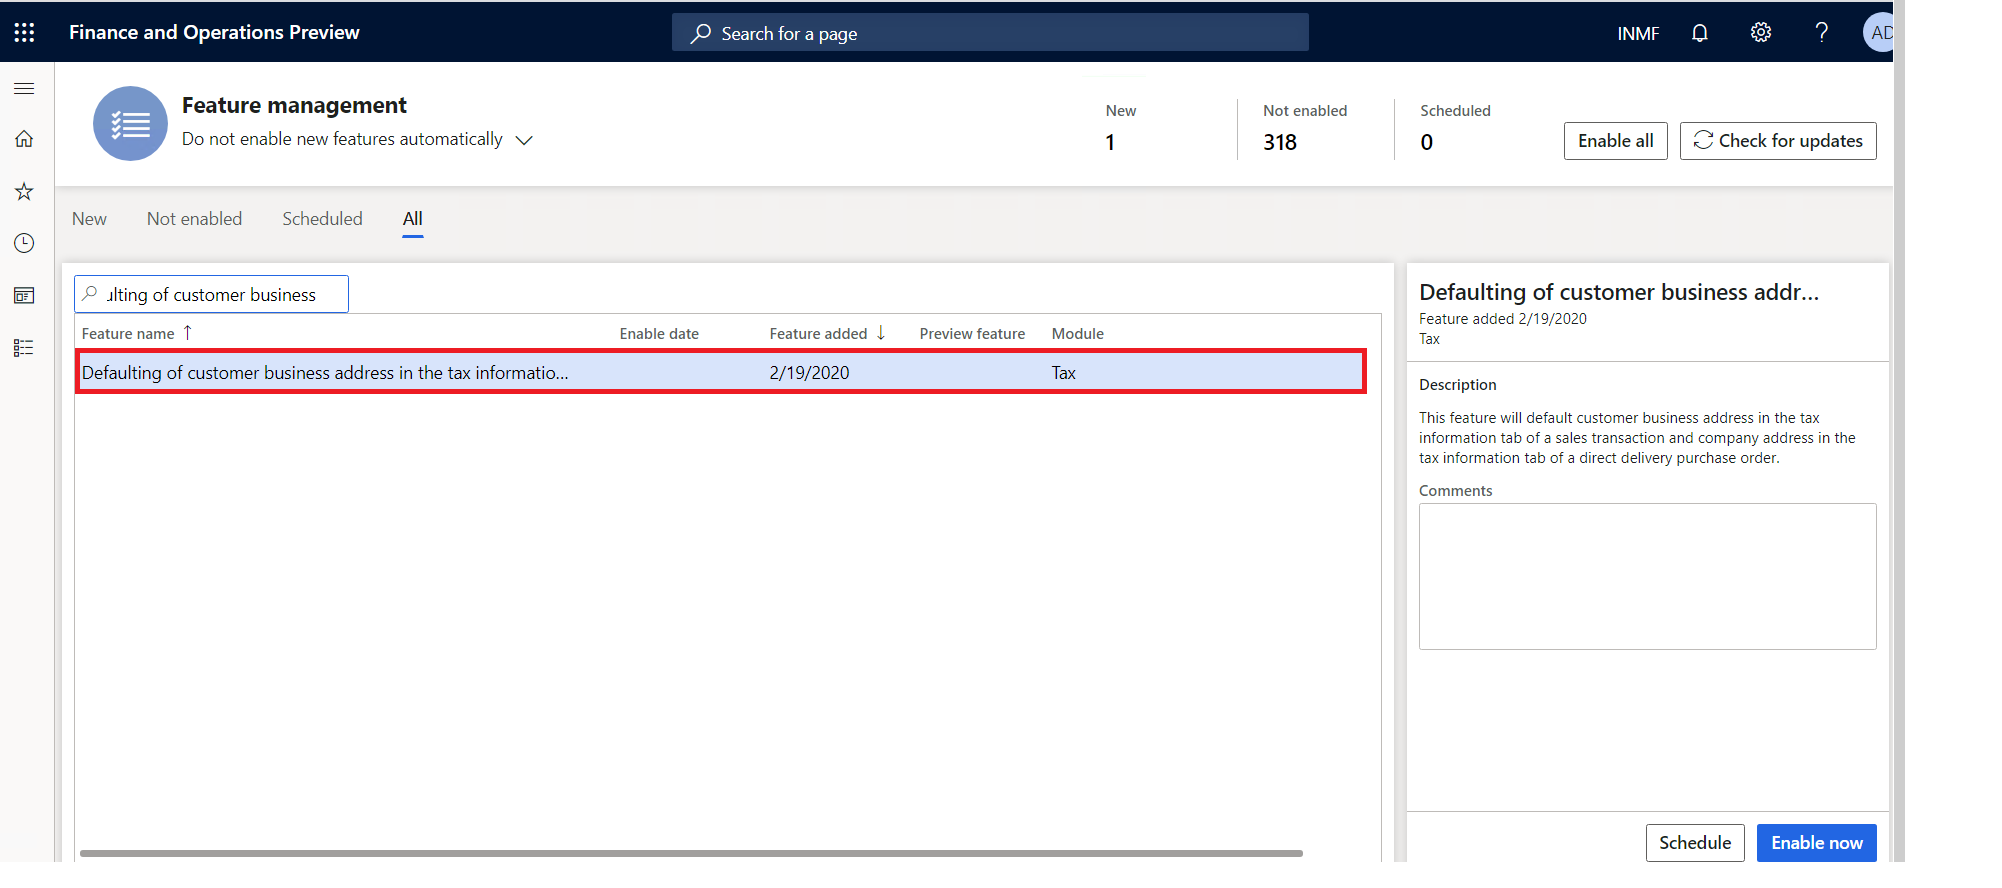 Finance and Operations Preview
Search for a page
INMF
?
AD
Feature management
Do not enable new features automatically
New
1
Not enabled
318
Scheduled
0
Enable all
Check for updates
New
Not enabled
Scheduled
All
ulting of customer business
Feature name
Enable date
Feature added
Preview feature
Module
Defaulting of customer business address in the tax informatio...
2/19/2020
Tax
Defaulting of customer business addr...
Feature added 2/19/2020
Tax
Description
This feature will default customer business address in the tax
information tab of a sales transaction and company address in the
tax information tab of a direct delivery purchase order.
Comments
Schedule
Enable now